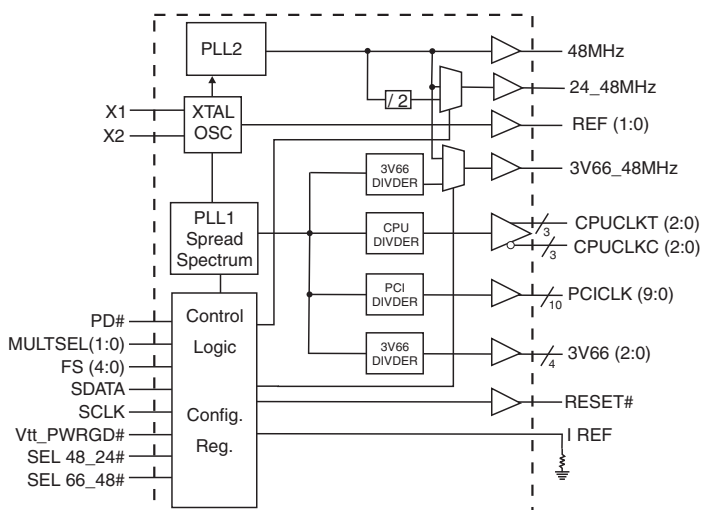 PLL2
48MHz
/ 2
24_48MHz
X1
X2
XTAL
OSC
REF (1:0)
3V66_48MHz
3V66
DIVDER
PLL1
Spread
Spectrum
CPU
DIVDER
3
CPUCLKT (2:0)
3
CPUCLKC (2:0)
PCI
DIVDER
10
PCICLK (9:0)
3V66
DIVDER
4
3V66 (2:0)
PD#
MULTSEL(1:0)
FS (4:0)
SDATA
SCLK
Vtt_PWRGD#
SEL 48_24#
SEL 66_48#
Control
Logic
Config.
Reg.
RESET#
I REF